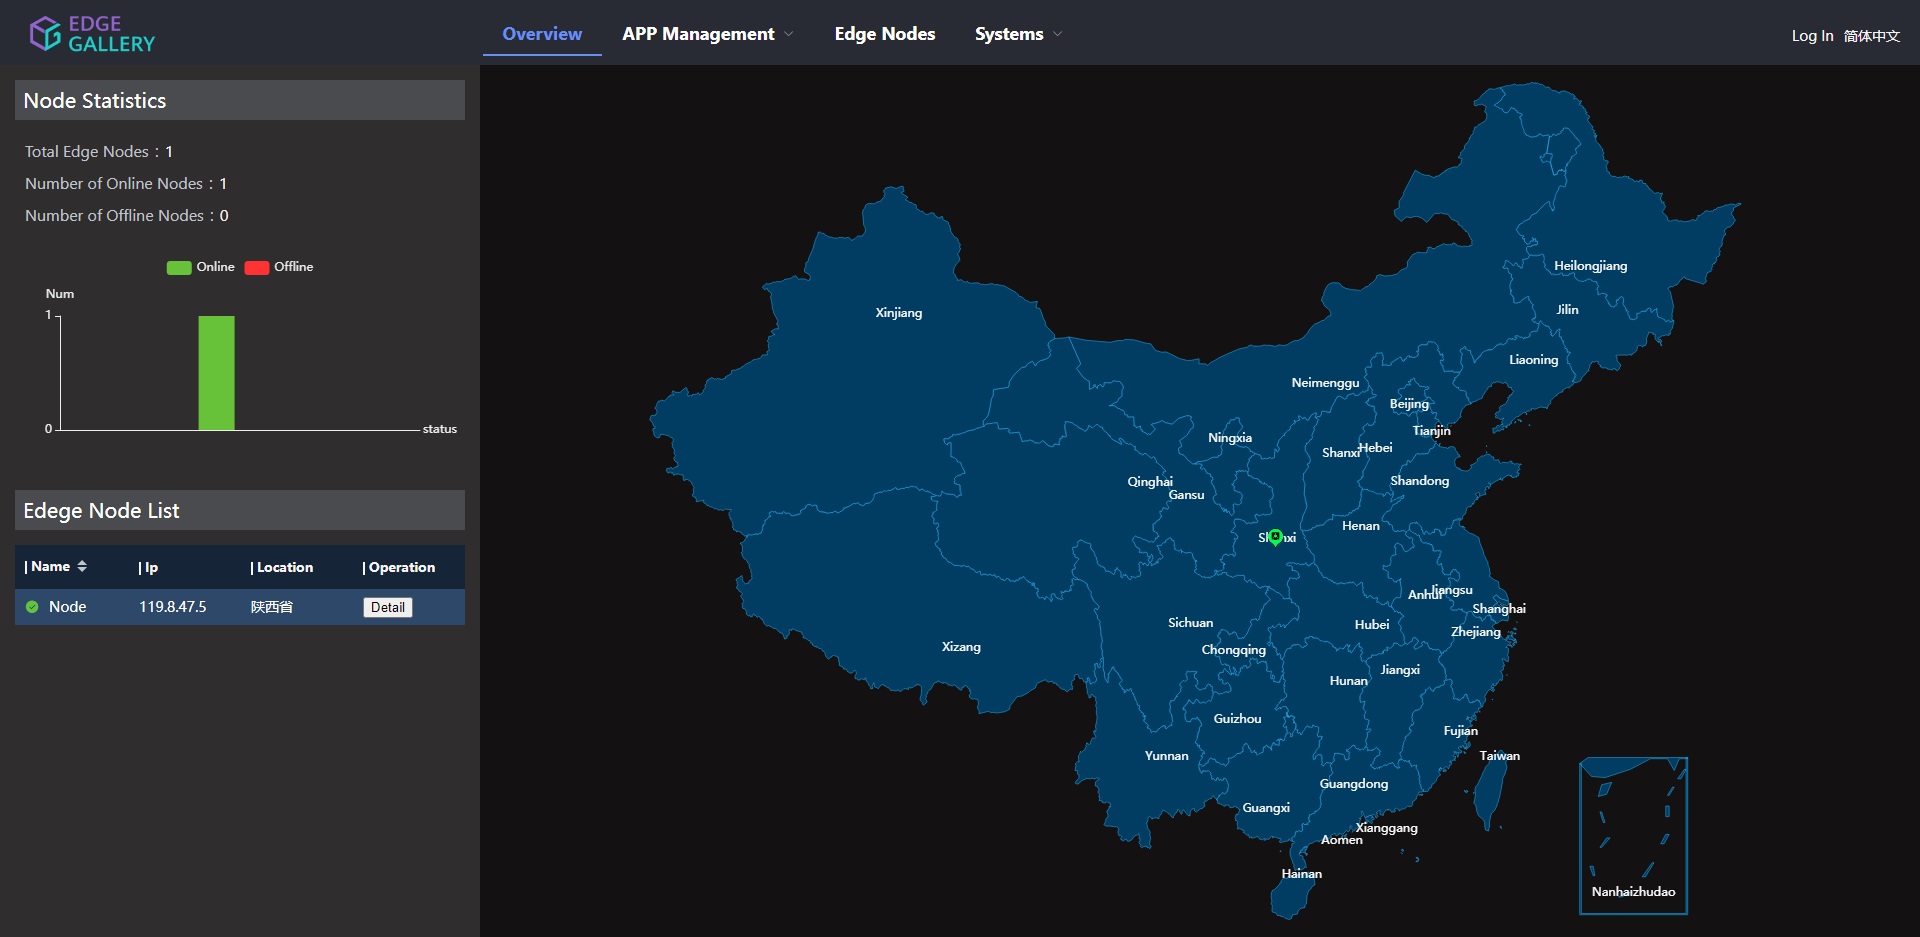 EDGE
GALLERY
Overview
APP Management
Edge Nodes
Systems
Log In
简体中文
Node Statistics
Total Edge Nodes：1
Number of Online Nodes：1
Number of Offline Nodes：0
Online
Offline
Num
1
0
status
Edege Node List
| Name
| Ip
| Location
| Operation
Node
119.8.47.5
陕西省
Detail
Heilongjiang
Jilin
Xinjiang
Liaoning
Neimenggu
Beijing
Tianjin
Ningxia
Shanxi
Hebei
Qinghai
Gansu
Shandong
Henan
Anhui
Jiangsu
Shanghai
Sichuan
Hubei
Zhejiang
Xizang
Chongqing
Jiangxi
Hunan
Guizhou
Fujian
Yunnan
Taiwan
Guangdong
Guangxi
Xianggang
Aomen
Hainan
Nanhaizhudao